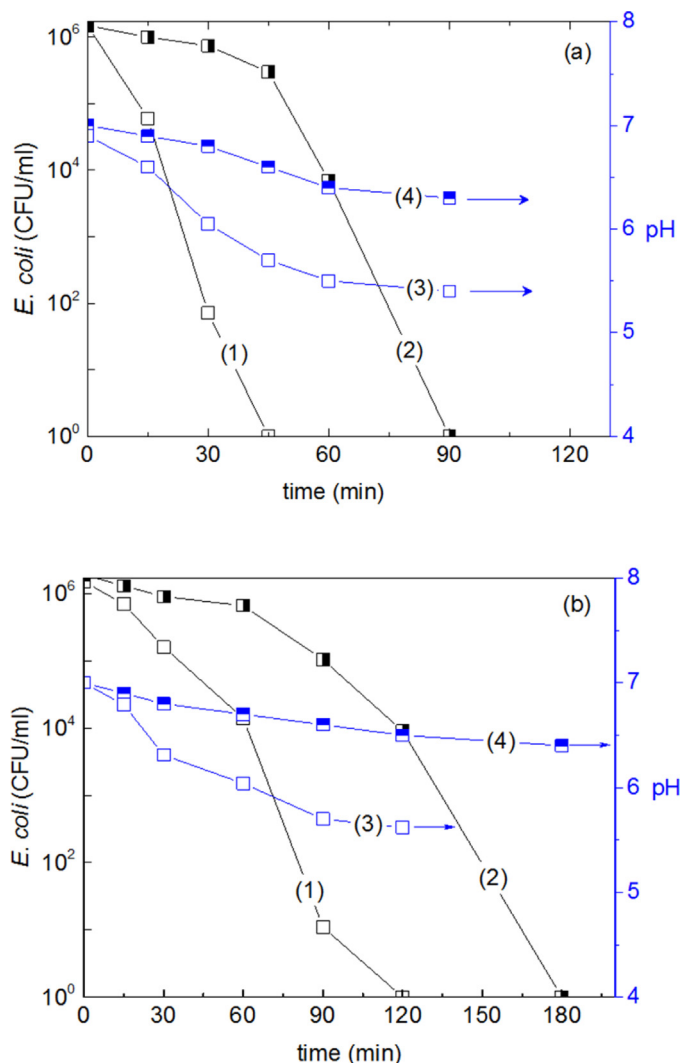 (a)
10^6
10^4
10^2
10^0
E. coli (CFU/ml)
8
7
6
5
4
pH
(4)
(3)
(1)
(2)
0 30 60 90 120
time (min)
(b)
10^6
10^4
10^2
10^0
E. coli (CFU/ml)
8
7
6
5
4
pH
(4)
(3)
(1)
(2)
0 30 60 90 120 150 180
time (min)